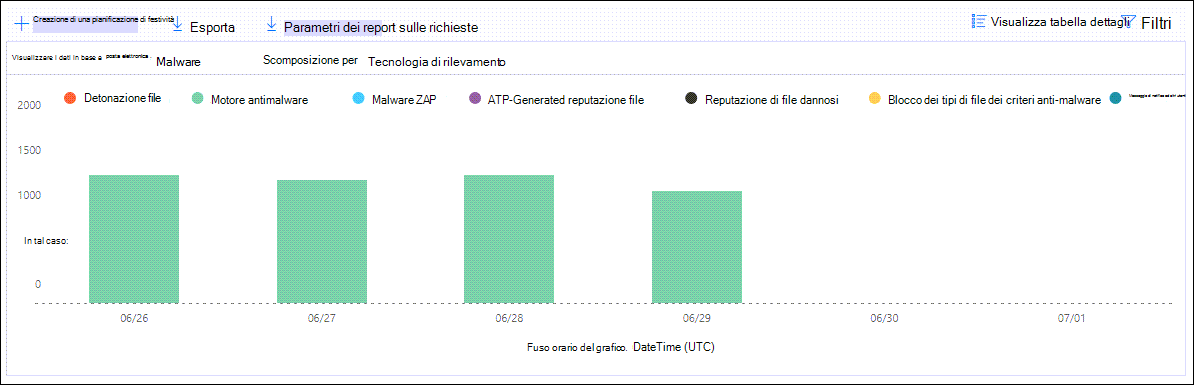 Creazione di una pianificazione di festività
Esporta
Parametri dei report sulle richieste
Visualizza tabella dettagli
Filtri
Visualizzare i dati in base a posta elettronica. Malware
Scomposizione per Tecnologia di rilevamento
Detonazione file
Motore antimalware
Malware ZAP
ATP-Generated reputazione file
Reputazione di file dannosi
Blocco dei tipi di file dei criteri anti-malware
2000
1500
1000
In tal caso:
0
06/26
06/27
06/28
06/29
06/30
07/01
Fuso orario del grafico. DateTime (UTC)